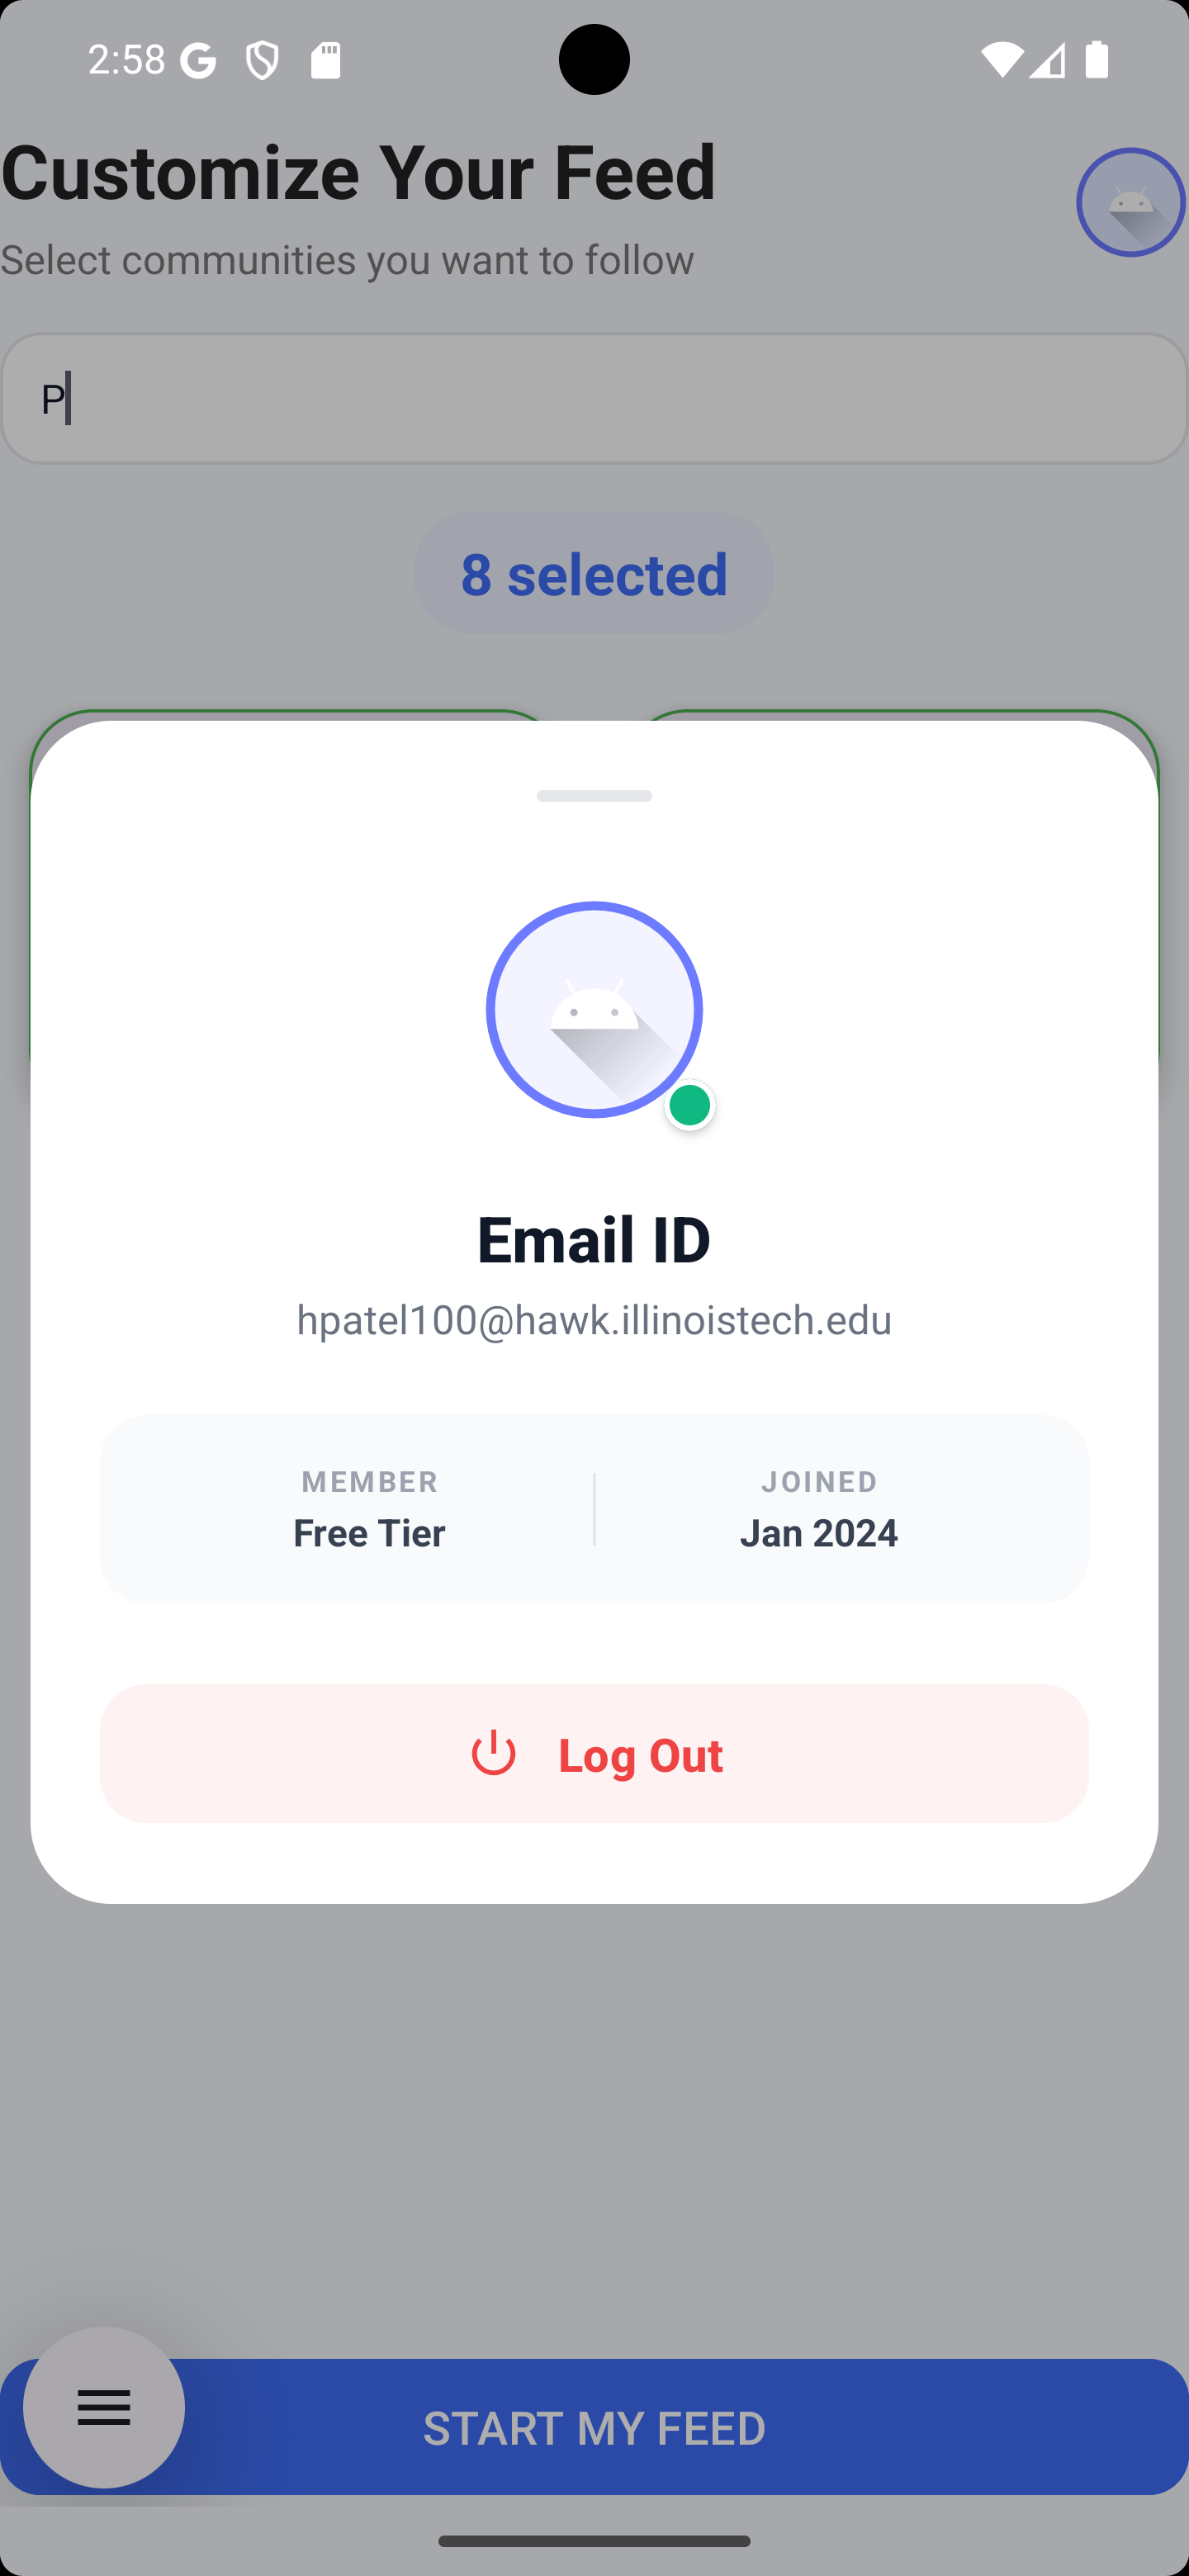 2:58
Customize Your Feed
Select communities you want to follow
P
8 selected
Email ID
hpatel100@hawk.illinoistech.edu
MEMBER
Free Tier
JOINED
Jan 2024
Log Out
START MY FEED